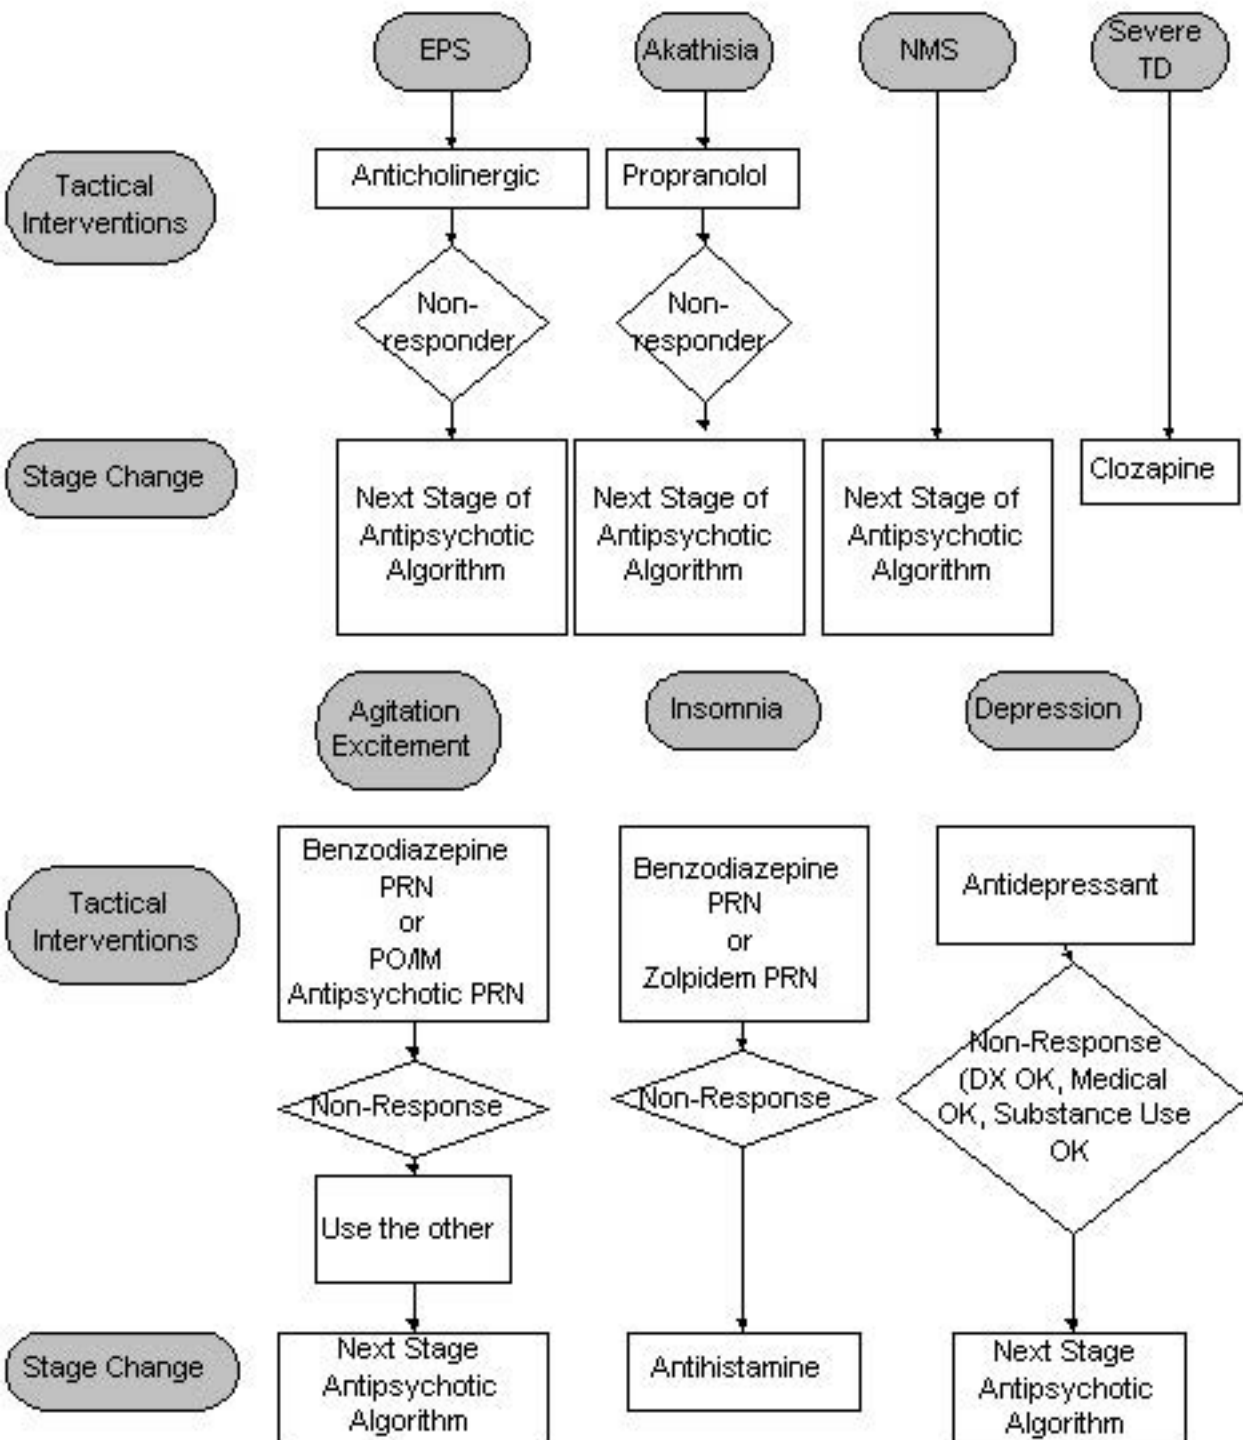 EPS
Akathisia
NMS
Severe
TD
Tactical
Interventions
Anticholinergic
Propranolol
Non-
responder
Non-
responder
Stage Change
Next Stage of
Antipsychotic
Algorithm
Next Stage of
Antipsychotic
Algorithm
Next Stage of
Antipsychotic
Algorithm
Clozapine
Agitation
Excitement
Insomnia
Depression
Tactical
Interventions
Benzodiazepine
PRN
or
PO/IM
Antipsychotic PRN
Benzodiazepine
PRN
or
Zolpidem PRN
Antidepressant
Non-Response
Non-Response
Non-Response
(DX OK, Medical
OK, Substance Use
OK
Use the other
Stage Change
Next Stage
Antipsychotic
Algorithm
Antihistamine
Next Stage
Antipsychotic
Algorithm